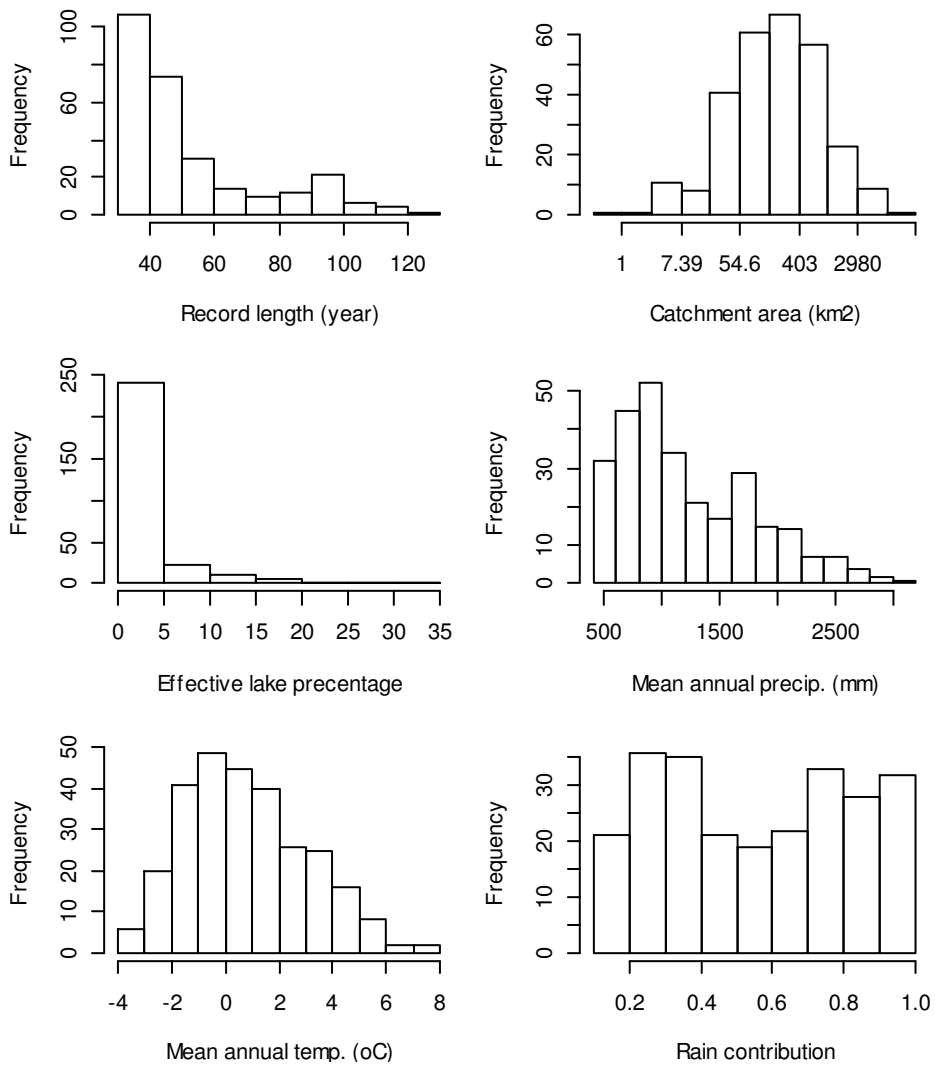 Frequency
0 20 60 100
40 60 80 100 120
Record length (year)
Frequency
0 20 40 60
1 7.39 54.6 403 2980
Catchment area (km2)
Frequency
0 50 150 250
0 5 10 15 20 25 30 35
Effective lake precentage
Frequency
0 10 30 50
500 1500 2500
Mean annual precip. (mm)
Frequency
0 10 20 30 40 50
-4 -2 0 2 4 6 8
Mean annual temp. (oC)
Frequency
0 10 20 30
0.2 0.4 0.6 0.8 1.0
Rain contribution